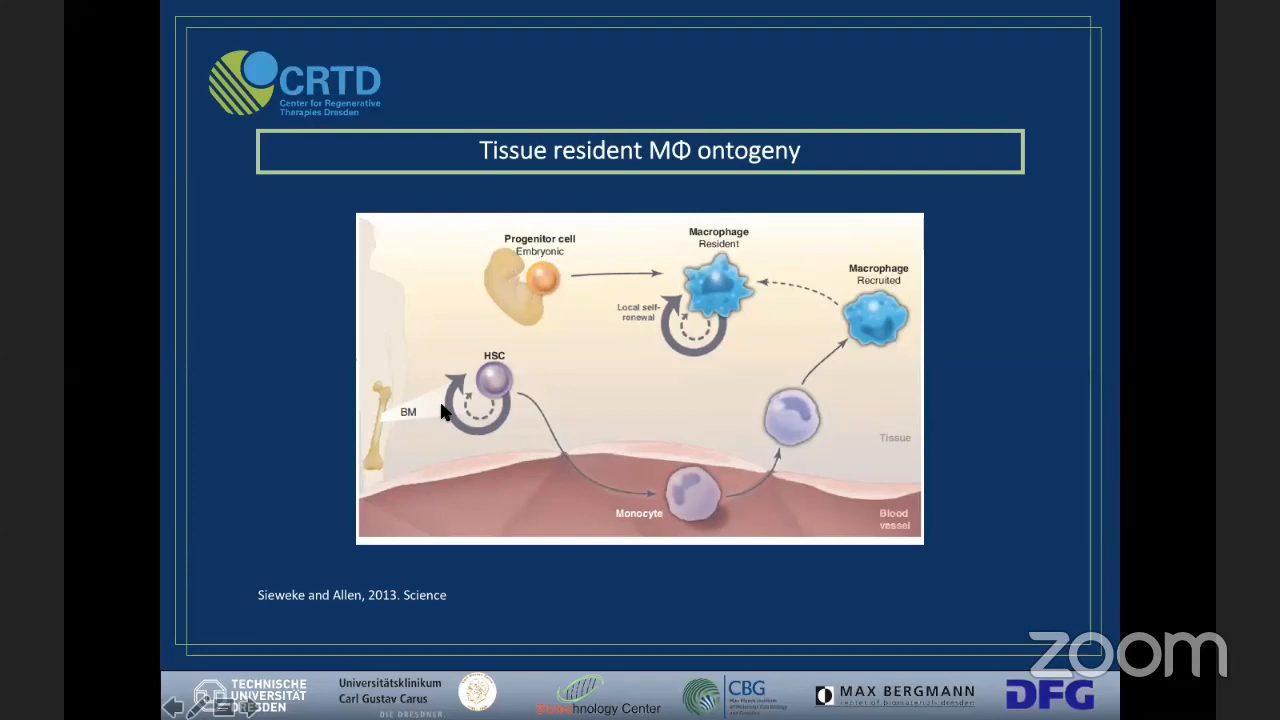 CRTD
Center for Regenerative
Therapies Dresden
Tissue resident MΦ ontogeny
Progenitor cell
Embryonic
Macrophage
Resident
Macrophage
Recruited
Local self-
renewal
HSC
BM
Tissue
Monocyte
Blood
vessel
Sieweke and Allen, 2013. Science
zoom
TECHNISCHE
UNIVERSITÄT
DRESDEN
Universitätsklinikum
Carl Gustav Carus
DIE DRESDNER.
Biotechnology Center
CBG
MAX BERGMANN
center of biomaterials dresden
DFG